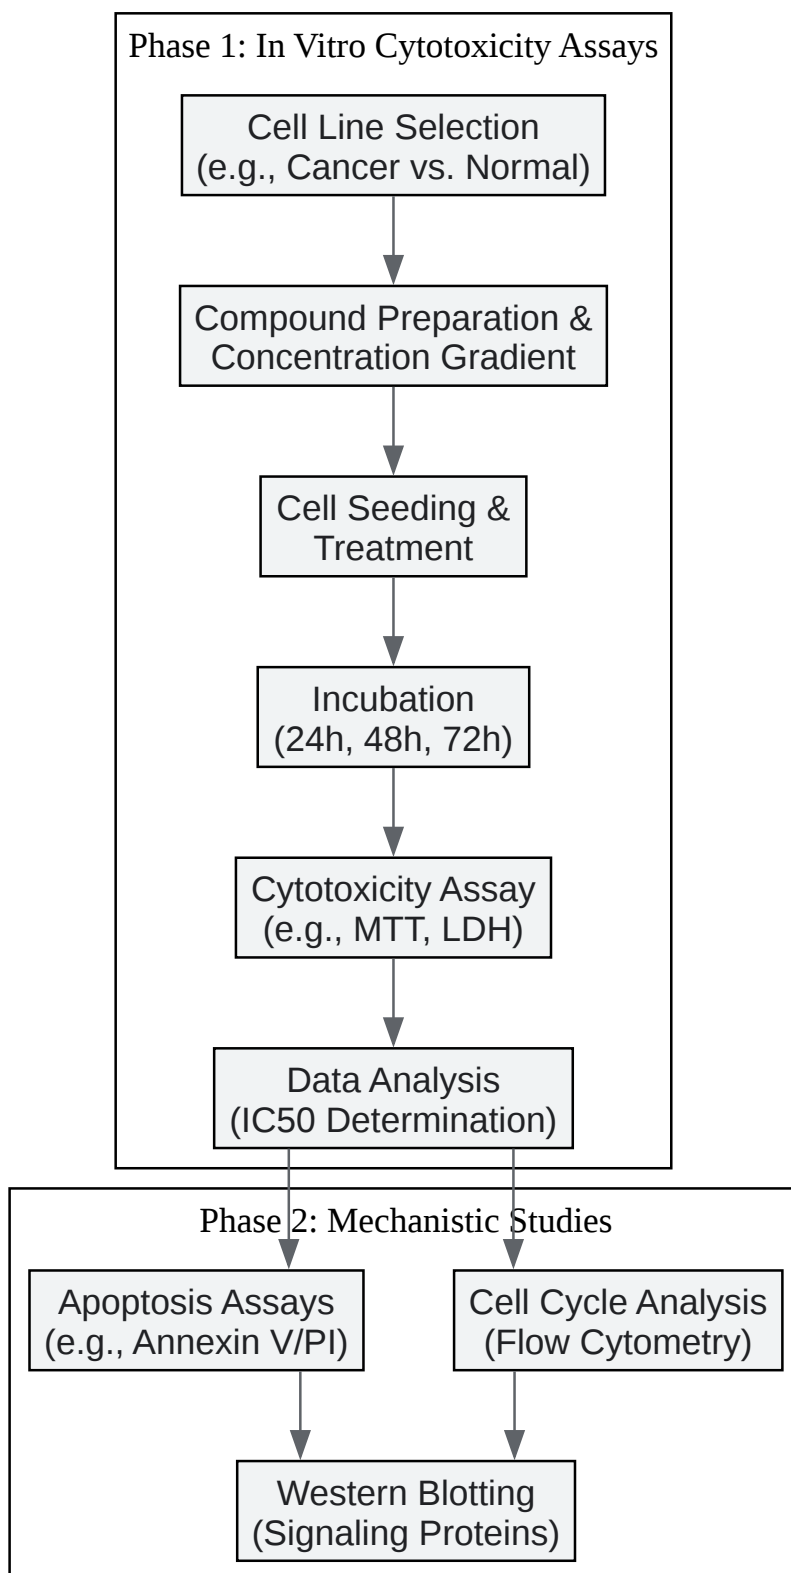 Phase 1: In Vitro Cytotoxicity Assays
Cell Line Selection
(e.g., Cancer vs. Normal)
Compound Preparation &
Concentration Gradient
Cell Seeding &
Treatment
Incubation
(24h, 48h, 72h)
Cytotoxicity Assay
(e.g., MTT, LDH)
Data Analysis
(IC50 Determination)
Phase 2: Mechanistic Studies
Apoptosis Assays
(e.g., Annexin V/PI)
Cell Cycle Analysis
(Flow Cytometry)
Western Blotting
(Signaling Proteins)